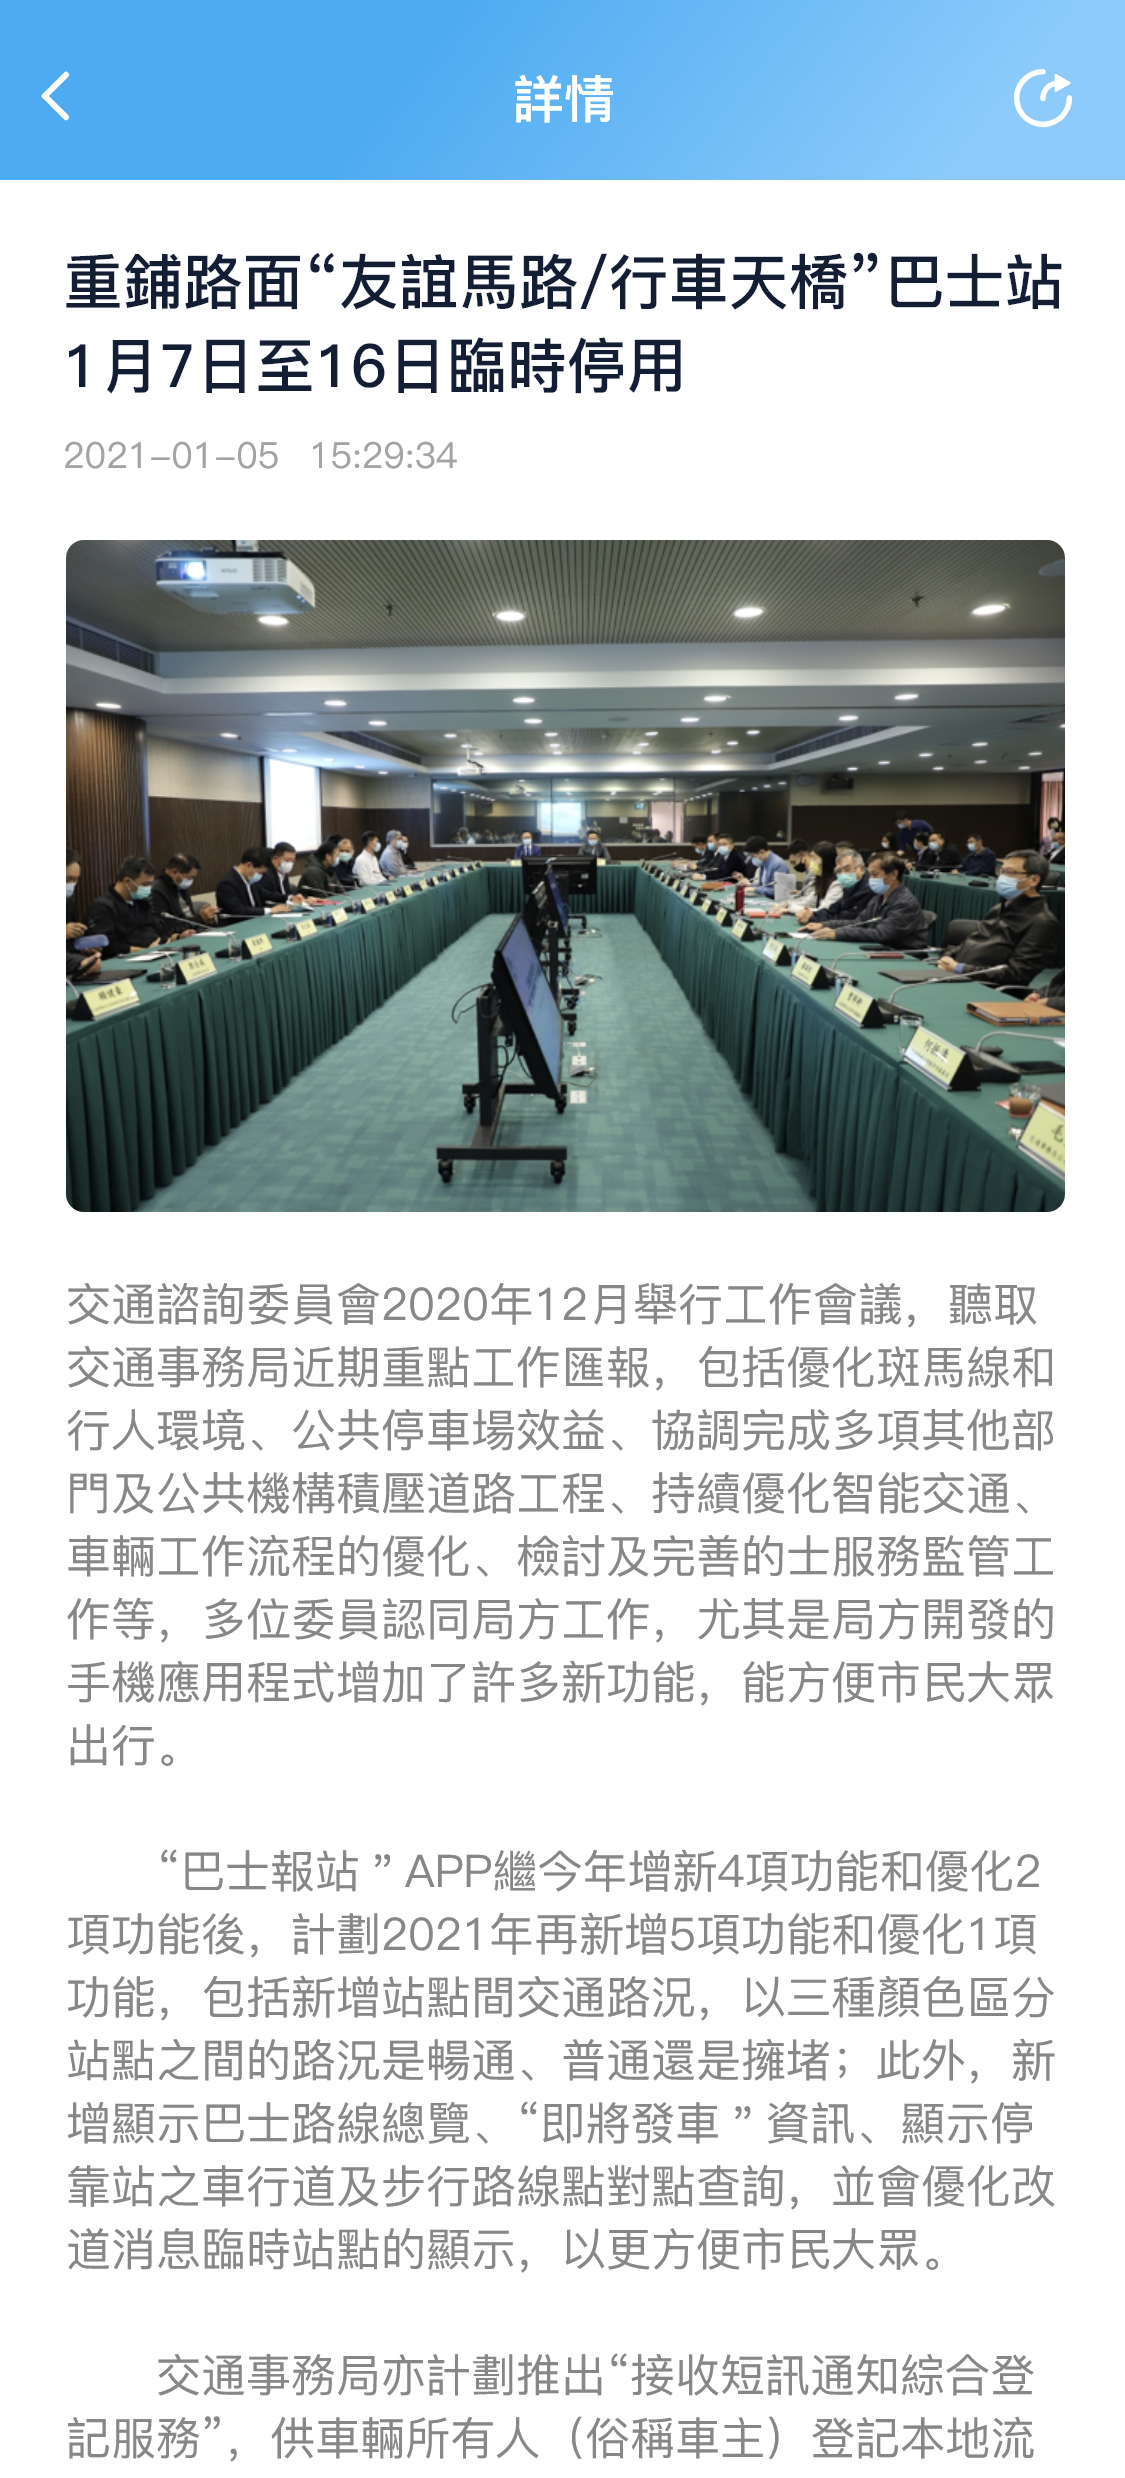 詳情
重鋪路面“友誼馬路/行車天橋”巴士站
1月7日至16日臨時停用
2021-01-05 15:29:34
交通諮詢委員會2020年12月舉行工作會議，聽取
交通事務局近期重點工作匯報，包括優化斑馬線和
行人環境、公共停車場效益、協調完成多項其他部
門及公共機構積壓道路工程、持續優化智能交通、
車輛工作流程的優化、檢討及完善的士服務監管工
作等，多位委員認同局方工作，尤其是局方開發的
手機應用程式增加了許多新功能，能方便市民大眾
出行。
“巴士報站 ” APP繼今年增新4項功能和優化2
項功能後，計劃2021年再新增5項功能和優化1項
功能，包括新增站點間交通路況，以三種顏色區分
站點之間的路況是暢通、普通還是擁堵；此外，新
增顯示巴士路線總覽、“即將發車 ” 資訊、顯示停
靠站之車行道及步行路線點對點查詢，並會優化改
道消息臨時站點的顯示，以更方便市民大眾。
交通事務局亦計劃推出“接收短訊通知綜合登
記服務”，供車輛所有人（俗稱車主）登記本地流